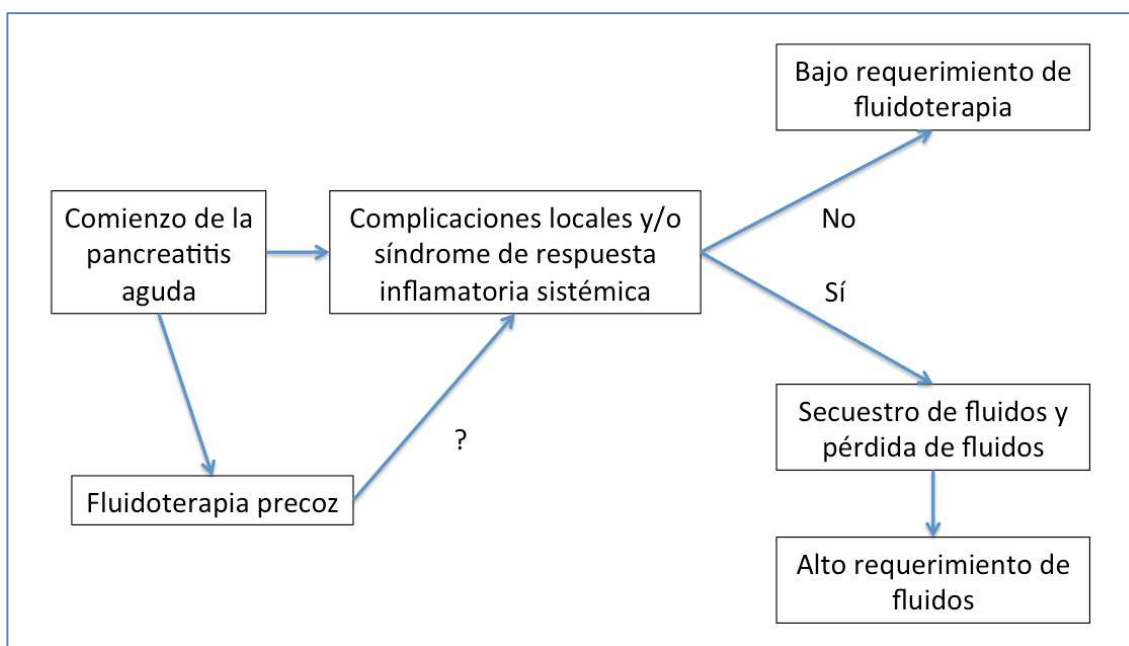 Bajo requerimiento de
fluidoterapia
Comienzo de la
pancreatitis
aguda
Complicaciones locales y/o
síndrome de respuesta
inflamatoria sistémica
No
Sí
Secuestro de fluidos y
pérdida de fluidos
?
Fluidoterapia precoz
Alto requerimiento de
fluidos